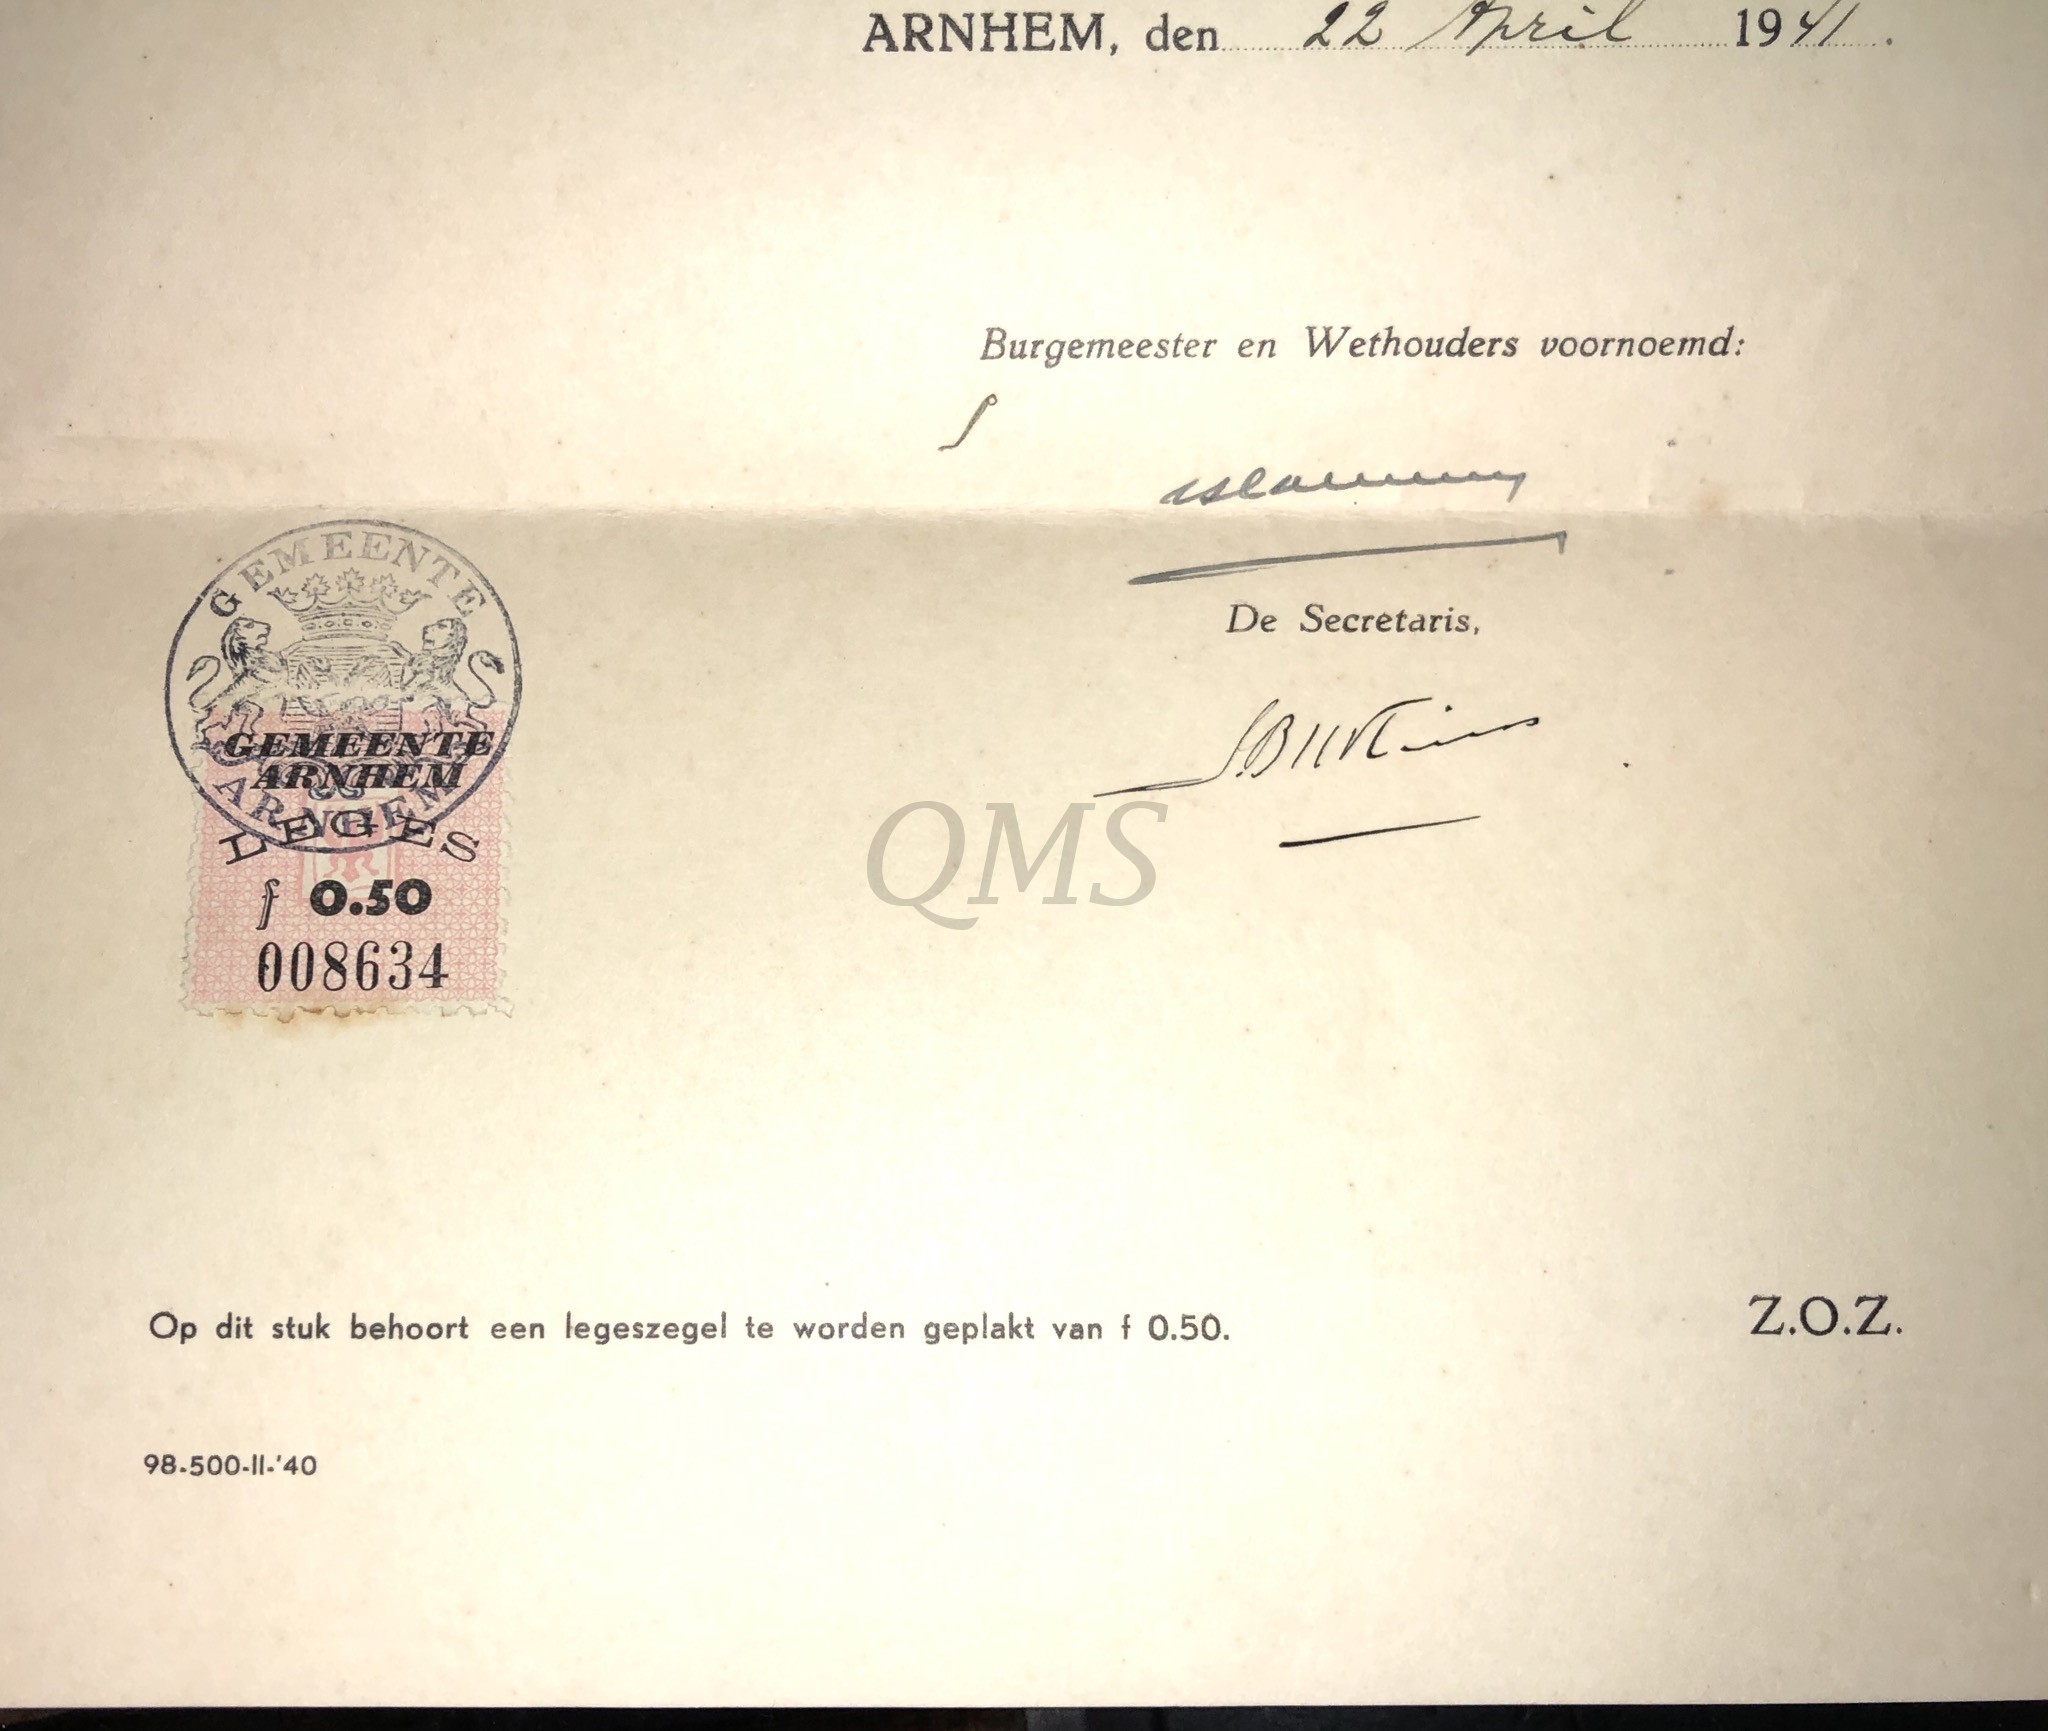 ARNHEM, den 22 April 1941.
Burgemeester en Wethouders voornoemd:
De Secretaris,
GEMEENTE
ARNHEM
GEMEENTE
ARNHEM
LEGES
f 0.50
008634
QMS
Op dit stuk behoort een legeszegel te worden geplakt van f 0.50.
Z.O.Z.
98-500-II-'40